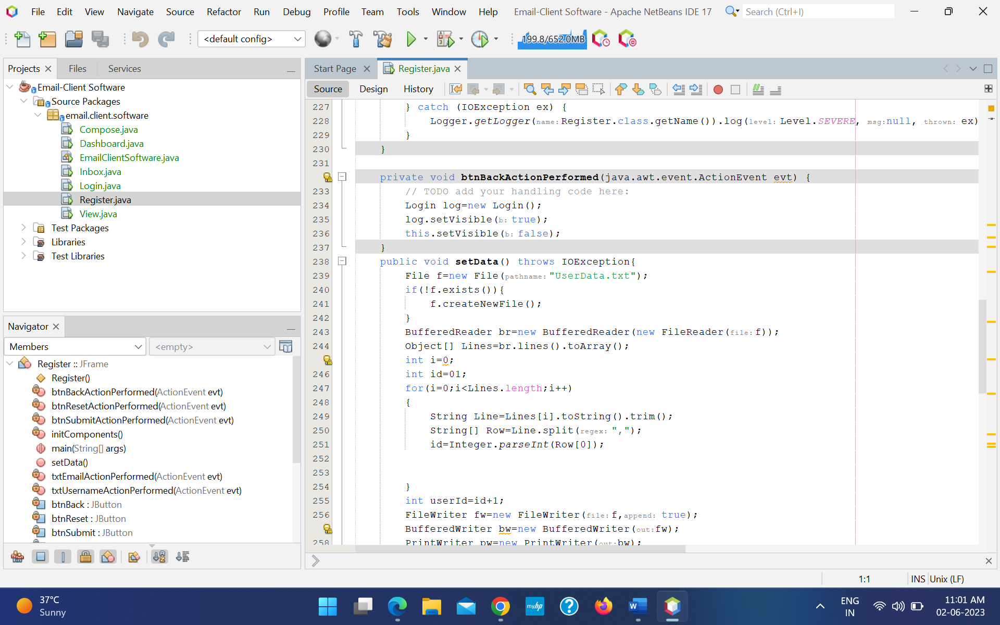 File Edit View Navigate Source Refactor Run Debug Profile Team Tools Window Help Email-Client Software - Apache NetBeans IDE 17 Search (Ctrl+I)
<default config> 199.8/652.0MB
Projects Files Services
Email-Client Software
Source Packages
email.client.software
Compose.java
Dashboard.java
EmailClientSoftware.java
Inbox.java
Login.java
Register.java
View.java
Test Packages
Libraries
Test Libraries
Navigator
Members <empty>
Register :: JFrame
Register()
btnBackActionPerformed(ActionEvent evt)
btnResetActionPerformed(ActionEvent evt)
btnSubmitActionPerformed(ActionEvent evt)
initComponents()
main(String[] args)
setData()
txtEmailActionPerformed(ActionEvent evt)
txtUsernameActionPerformed(ActionEvent evt)
btnBack : JButton
btnReset : JButton
btnSubmit : JButton
Start Page Register.java
Source Design History
227 } catch (IOException ex) {
228 Logger.getLogger(name: Register.class.getName()).log(level: Level.SEVERE, msg: null, thrown: ex)
229 }
230 }
231
private void btnBackActionPerformed(java.awt.event.ActionEvent evt) {
233 // TODO add your handling code here:
234 Login log=new Login();
235 log.setVisible(b: true);
236 this.setVisible(b: false);
237 }
238 public void setData() throws IOException{
239 File f=new File(pathname: "UserData.txt");
240 if(!f.exists()){
241 f.createNewFile();
242 }
243 BufferedReader br=new BufferedReader(new FileReader(file: f));
244 Object[] Lines=br.lines().toArray();
int i=0;
246 int id=01;
247 for(i=0;i<Lines.length;i++)
248 {
249 String Line=Lines[i].toString().trim();
250 String[] Row=Line.split(regex: ",");
251 id=Integer.parseInt(Row[0]);
252
253
254 }
255 int userId=id+1;
256 FileWriter fw=new FileWriter(file: f,append: true);
BufferedWriter bw=new BufferedWriter(out: fw);
258 PrintWriter pw=new PrintWriter(out: bw);
1:1 INS Unix (LF)
37°C
Sunny
myhp
ENG
IN
11:01 AM
02-06-2023